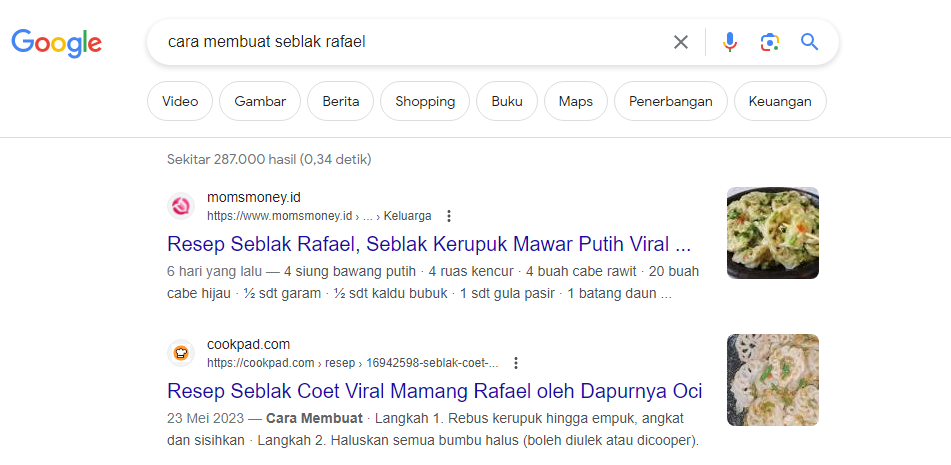 Google
cara membuat seblak rafael
Video
Gambar
Berita
Shopping
Buku
Maps
Penerbangan
Keuangan
Sekitar 287.000 hasil (0,34 detik)
momsmoney.id
https://www.momsmoney.id › ... › Keluarga
Resep Seblak Rafael, Seblak Kerupuk Mawar Putih Viral ...
6 hari yang lalu — 4 siung bawang putih · 4 ruas kencur · 4 buah cabe rawit · 20 buah
cabe hijau · ½ sdt garam · ½ sdt kaldu bubuk · 1 sdt gula pasir · 1 batang daun ...
cookpad.com
https://cookpad.com › resep › 16942598-seblak-coet-...
Resep Seblak Coet Viral Mamang Rafael oleh Dapurnya Oci
23 Mei 2023 — Cara Membuat · Langkah 1. Rebus kerupuk hingga empuk, angkat
dan sisihkan · Langkah 2. Haluskan semua bumbu halus (boleh diulek atau dicooper).